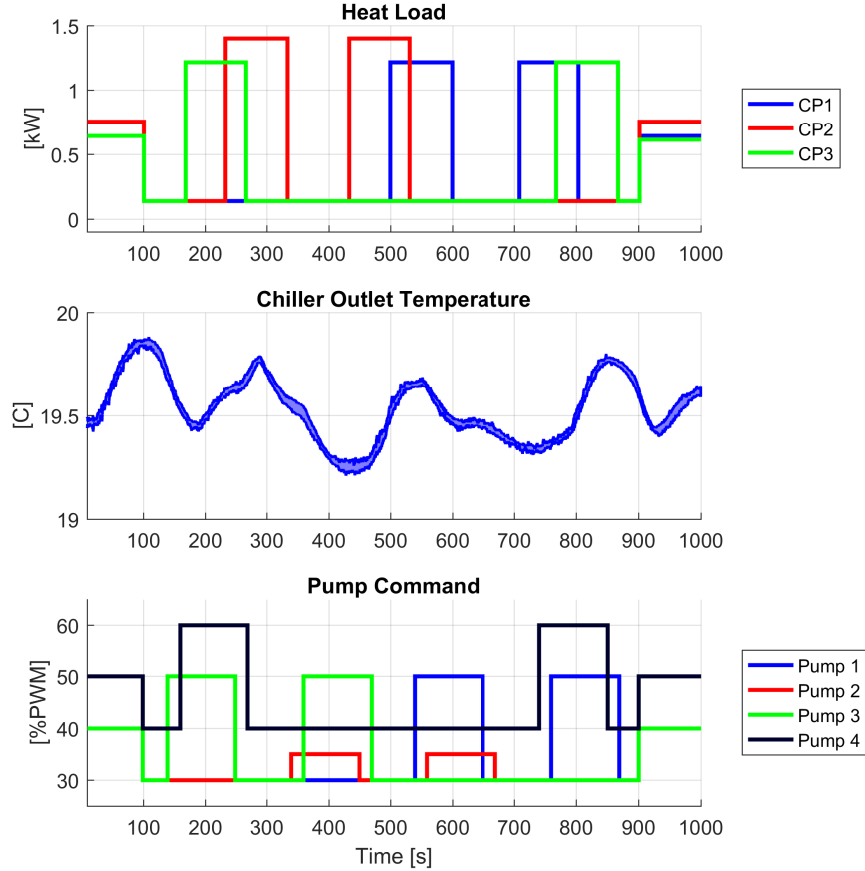 Heat Load
1.5
1
0.5
0
[kW]
100 200 300 400 500 600 700 800 900 1000
CP1
CP2
CP3
Chiller Outlet Temperature
20
19.5
19
[C]
100 200 300 400 500 600 700 800 900 1000
Pump Command
60
50
40
30
[%PWM]
100 200 300 400 500 600 700 800 900 1000
Time [s]
Pump 1
Pump 2
Pump 3
Pump 4